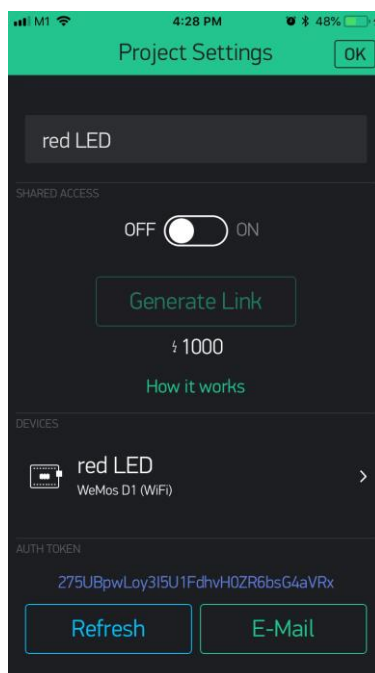 M1 4:28 PM 48%
Project Settings OK
red LED
SHARED ACCESS
OFF ON
Generate Link
1000
How it works
DEVICES
red LED
WeMos D1 (WiFi)
AUTH TOKEN
275UBpwLoy3I5U1FdhvH0ZR6bsG4aVRx
Refresh E-Mail